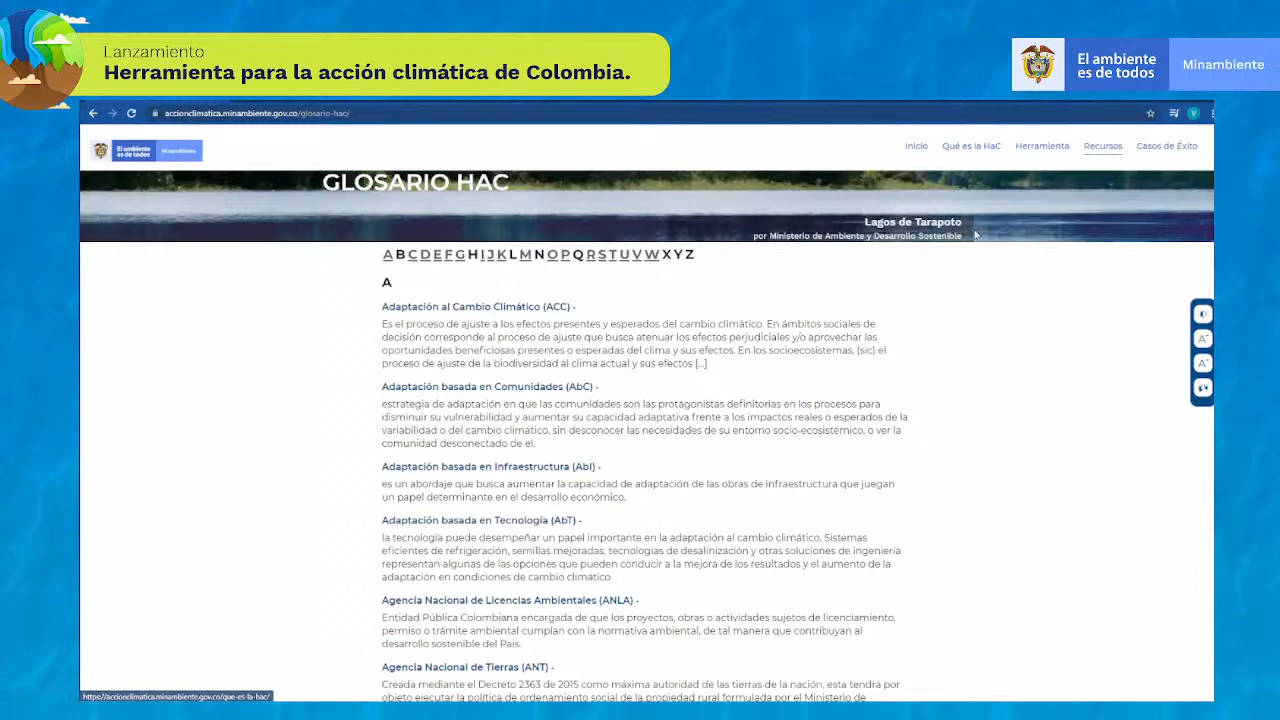 Lanzamiento
Herramienta para la acción climática de Colombia.
El ambiente
es de todos
Minambiente
accionclimatica.minambiente.gov.co/glosario-hac/
El ambiente
es de todos
Minambiente
Inicio Qué es la HaC Herramienta Recursos Casos de Éxito
GLOSARIO HAC
Lagos de Tarapoto
por Ministerio de Ambiente y Desarrollo Sostenible
A B C D E F G H I J K L M N O P Q R S T U V W X Y Z
A
Adaptación al Cambio Climático (ACC) -
Es el proceso de ajuste a los efectos presentes y esperados del cambio climático. En ámbitos sociales de
decisión corresponde al proceso de ajuste que busca atenuar los efectos perjudiciales y/o aprovechar las
oportunidades beneficiosas presentes o esperadas del clima y sus efectos. En los socioecosistemas, (sic) el
proceso de ajuste de la biodiversidad al clima actual y sus efectos [...]
Adaptación basada en Comunidades (AbC) -
estrategia de adaptación en que las comunidades son las protagonistas definitorias en los procesos para
disminuir su vulnerabilidad y aumentar su capacidad adaptativa frente a los impactos reales o esperados de la
variabilidad o del cambio climático, sin desconocer las necesidades de su entorno socio-ecosistémico, o ver la
comunidad desconectado de el.
Adaptación basada en Infraestructura (AbI) -
es un abordaje que busca aumentar la capacidad de adaptación de las obras de infraestructura que juegan
un papel determinante en el desarrollo económico.
Adaptación basada en Tecnología (AbT) -
la tecnología puede desempeñar un papel importante en la adaptación al cambio climático. Sistemas
eficientes de refrigeración, semillas mejoradas, tecnologías de desalinización y otras soluciones de ingeniería
representan algunas de las opciones que pueden conducir a la mejora de los resultados y el aumento de la
adaptación en condiciones de cambio climático
Agencia Nacional de Licencias Ambientales (ANLA) -
Entidad Pública Colombiana encargada de que los proyectos, obras o actividades sujetos de licenciamiento,
permiso o trámite ambiental cumplan con la normativa ambiental, de tal manera que contribuyan al
desarrollo sostenible del País.
Agencia Nacional de Tierras (ANT) -
Creada mediante el Decreto 2363 de 2015 como máxima autoridad de las tierras de la nación, esta tendrá por
objeto ejecutar la política de ordenamiento social de la propiedad rural formulada por el Ministerio de
https://accionclimatica.minambiente.gov.co/que-es-la-hac/